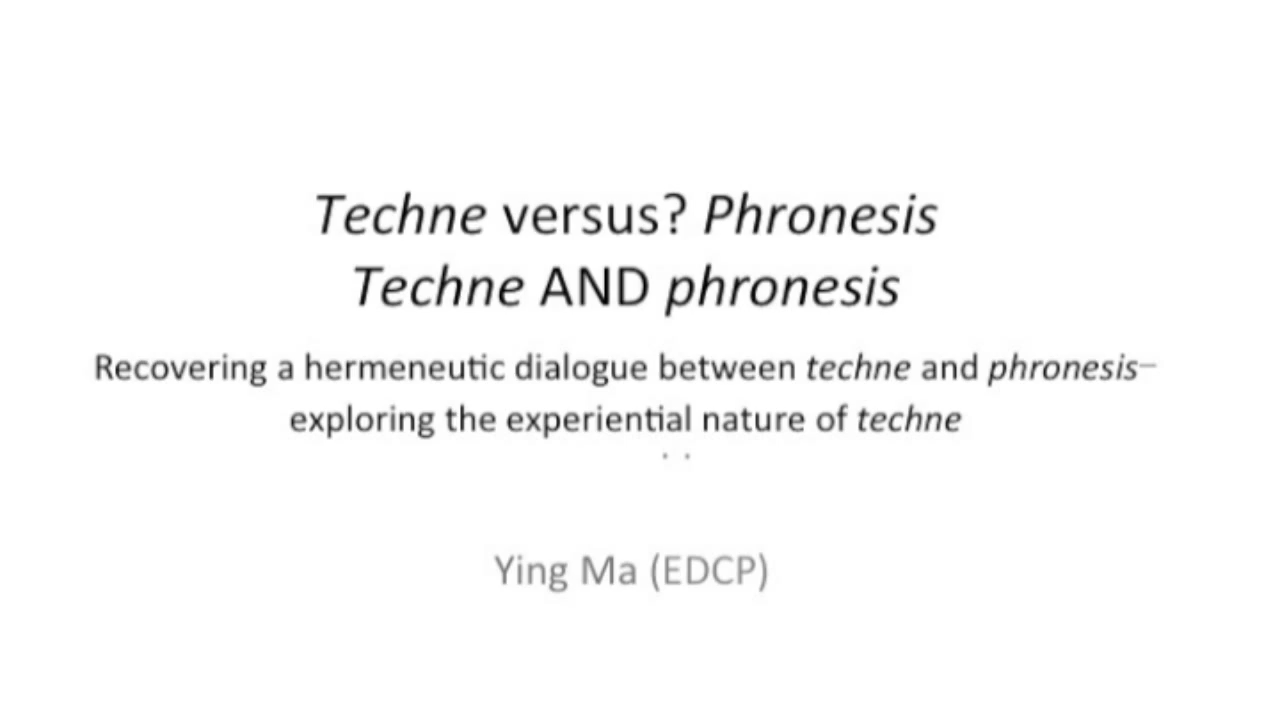 Techne versus? Phronesis
Techne AND phronesis
Recovering a hermeneutic dialogue between techne and phronesis—
exploring the experiential nature of techne
Ying Ma (EDCP)